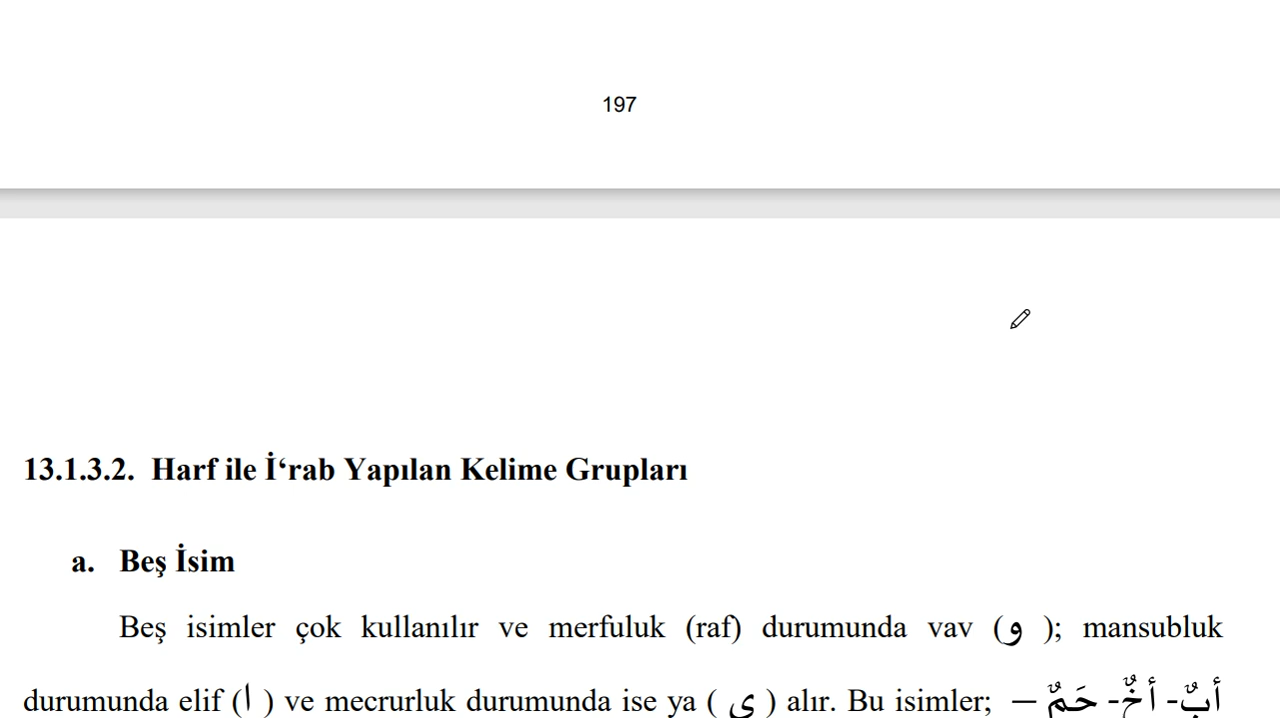 197
13.1.3.2. Harf ile İ‘rab Yapılan Kelime Grupları
a. Beş İsim
Beş isimler çok kullanılır ve merfuluk (raf) durumunda vav (و ); mansubluk
durumunda elif (ا ) ve mecrurluk durumunda ise ya ( ي ) alır. Bu isimler; أبٌ- أخٌ- حَمٌ –